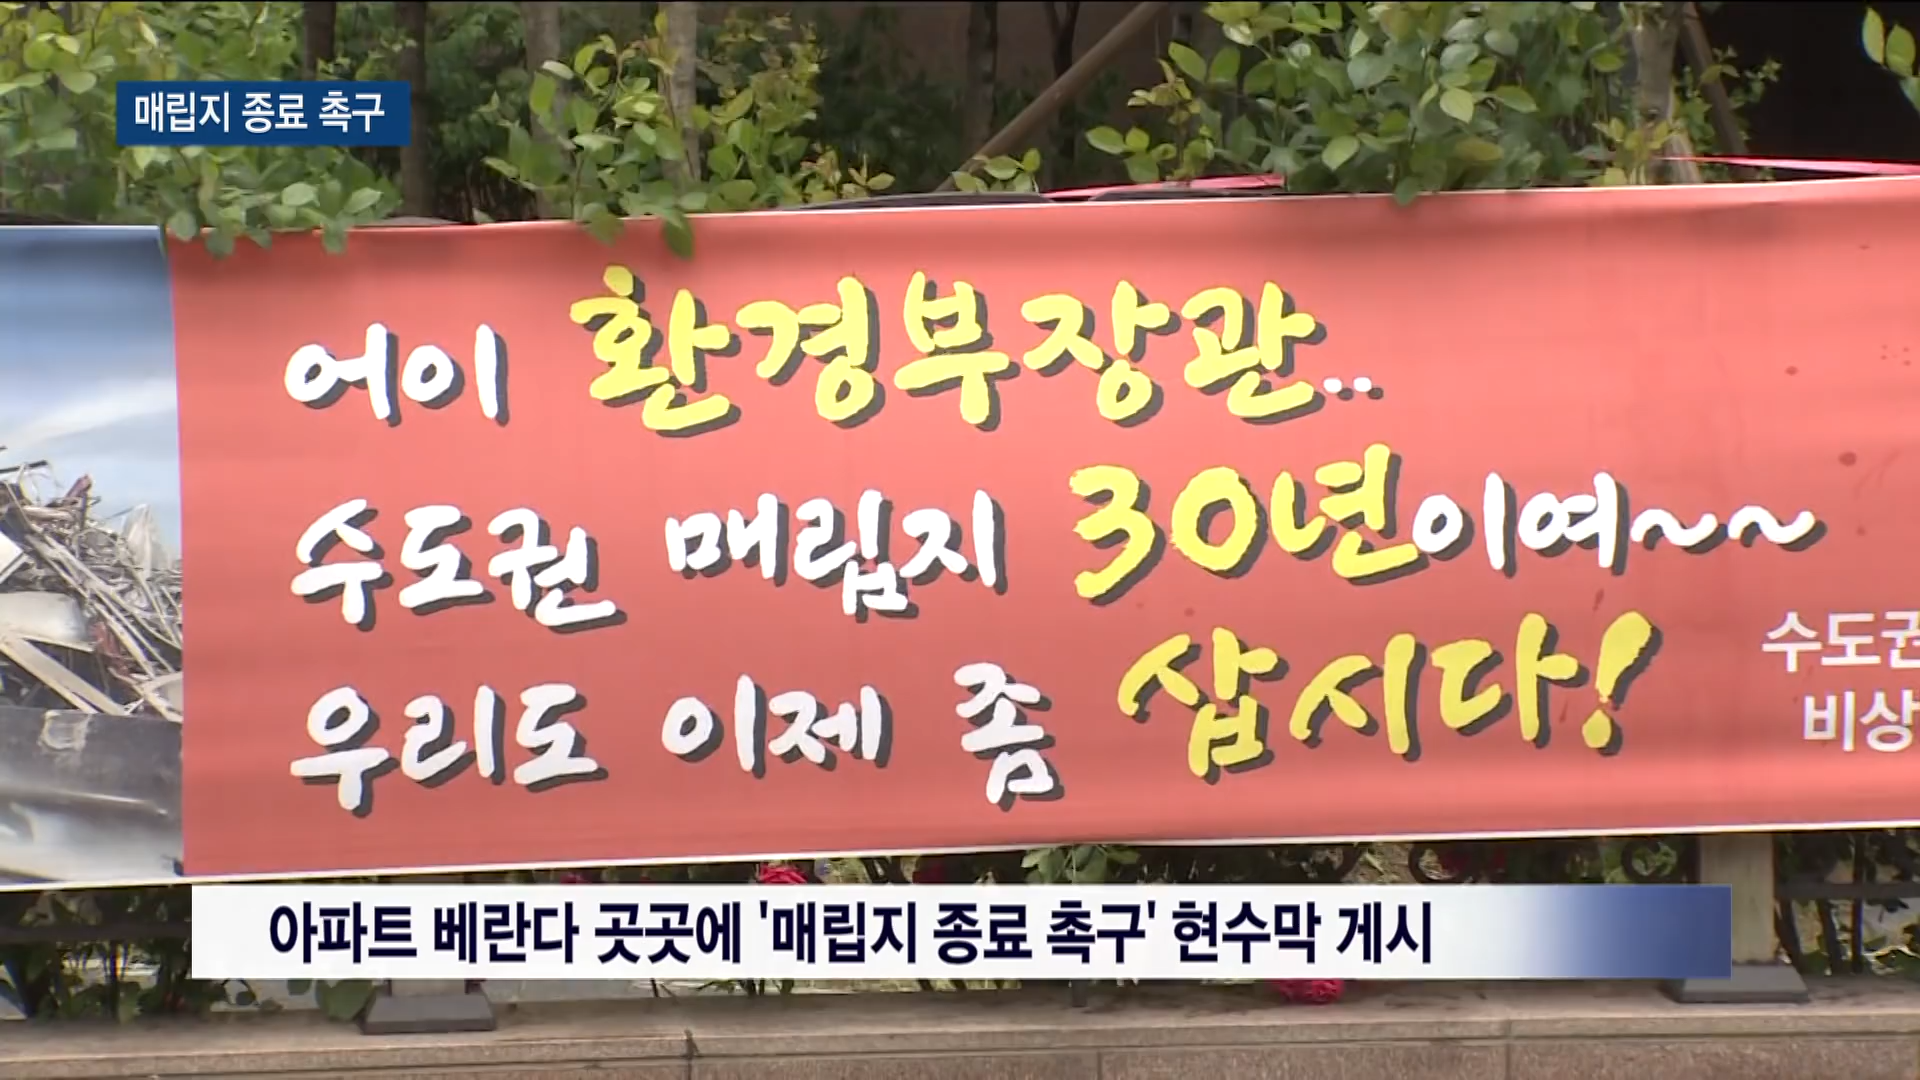 매립지 종료 촉구
어이 환경부장관..
수도권 매립지 30년이여~~
우리도 이제 좀 삽시다!
수도권
비상
아파트 베란다 곳곳에 '매립지 종료 촉구' 현수막 게시